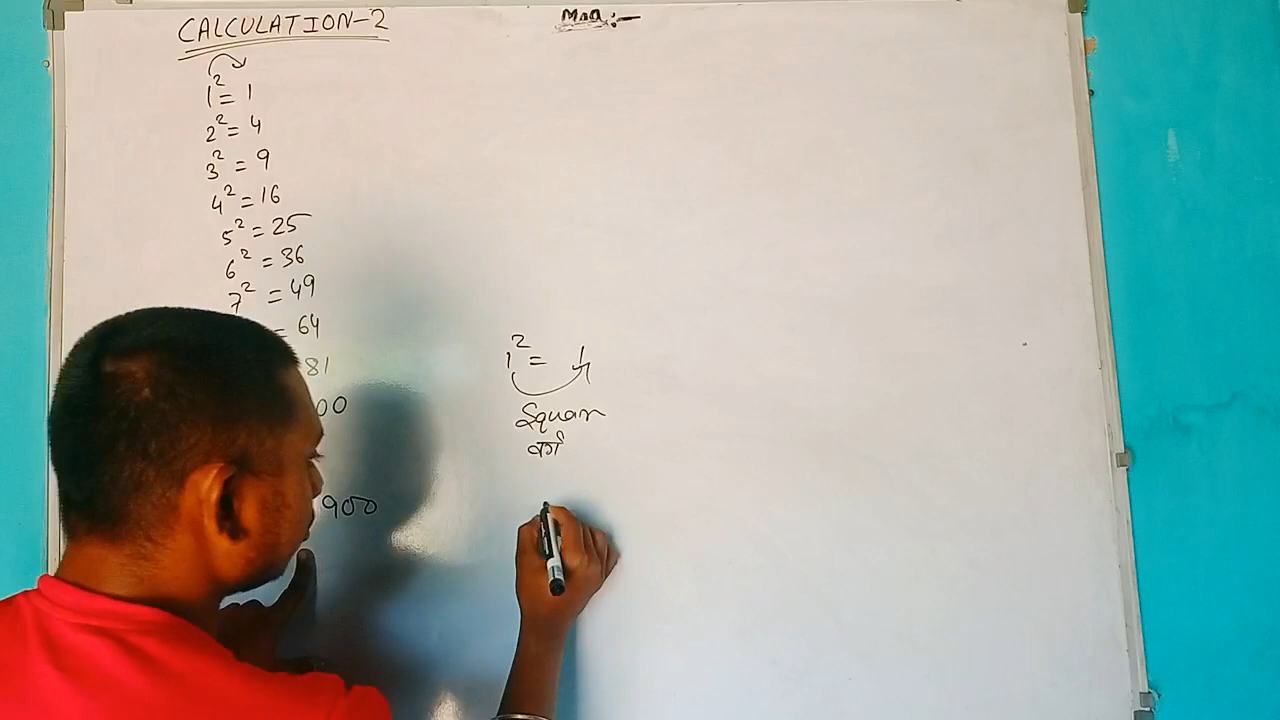 CALCULATION-2
1² = 1
2² = 4
3² = 9
4² = 16
5² = 25
6² = 36
7² = 49
= 64
81
00
900
1² = 1
Square
वर्ग